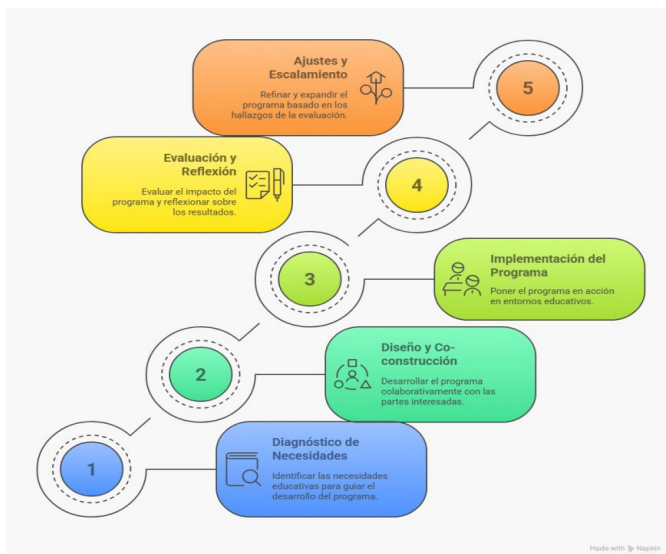 Ajustes y
Escalamiento
Refinar y expandir el
programa basado en los
hallazgos de la evaluación.
5
Evaluación y
Reflexión
Evaluar el impacto del
programa y reflexionar sobre
los resultados.
4
3
Implementación del
Programa
Poner el programa en acción
en entornos educativos.
2
Diseño y Co-
construcción
Desarrollar el programa
colaborativamente con las
partes interesadas.
1
Diagnóstico de
Necesidades
Identificar las necesidades
educativas para guiar el
desarrollo del programa.
Made with Napkin